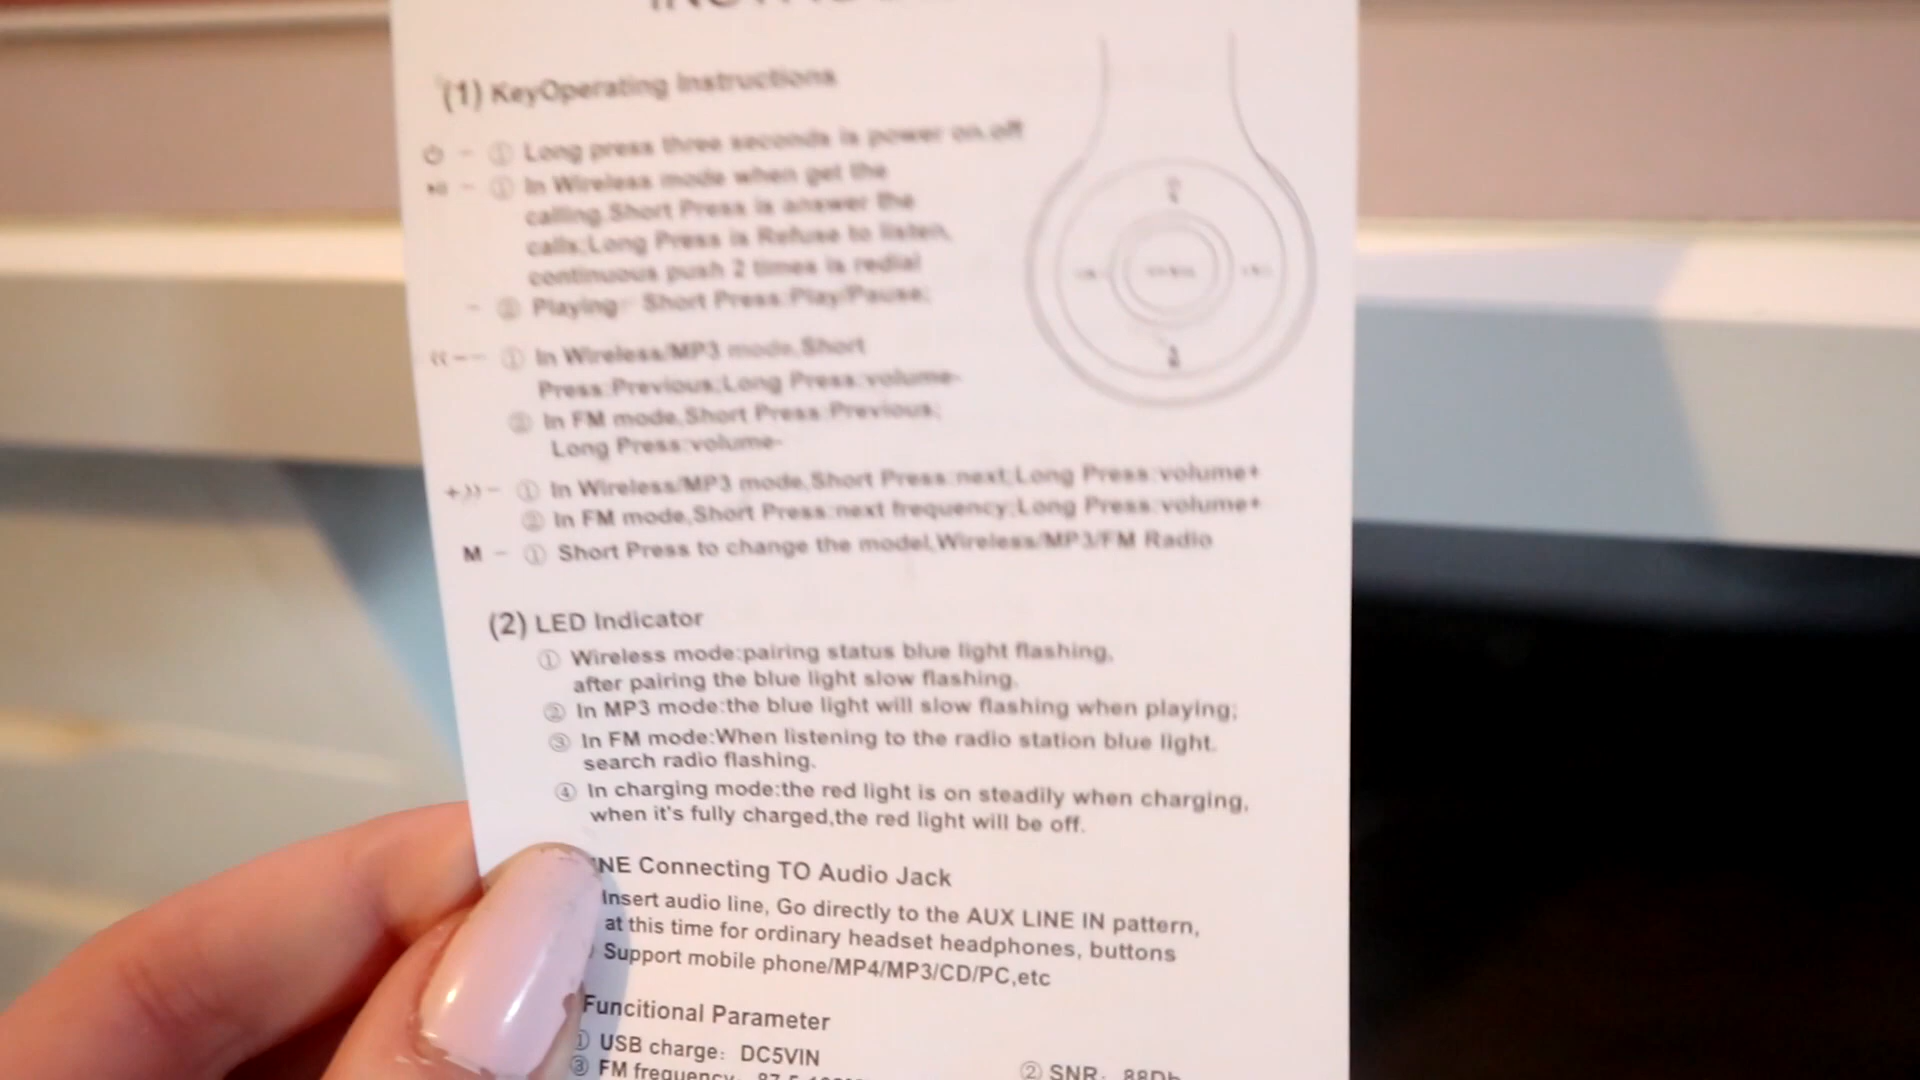 (1) KeyOperating Instructions
⏻ - ① Long press three seconds is power on,off
⏯ - ① In Wireless mode when get the
calling,Short Press is answer the
calls;Long Press is Refuse to listen,
continuous push 2 times is redial
- ② Playing: Short Press:Play/Pause;
‹‹-- ① In Wireless/MP3 mode,Short
Press:Previous;Long Press:volume-
② In FM mode,Short Press:Previous;
Long Press:volume-
+››- ① In Wireless/MP3 mode,Short Press:next;Long Press:volume+
② In FM mode,Short Press:next frequency;Long Press:volume+
M - ① Short Press to change the model,Wireless/MP3/FM Radio
(2) LED Indicator
① Wireless mode:pairing status blue light flashing,
after pairing the blue light slow flashing.
② In MP3 mode:the blue light will slow flashing when playing;
③ In FM mode:When listening to the radio station blue light.
search radio flashing.
④ In charging mode:the red light is on steadily when charging,
when it's fully charged,the red light will be off.
NE Connecting TO Audio Jack
Insert audio line, Go directly to the AUX LINE IN pattern,
at this time for ordinary headset headphones, buttons
Support mobile phone/MP4/MP3/CD/PC,etc
Funcitional Parameter
① USB charge: DC5VIN
② SNR: 88Db
③ FM frequency: